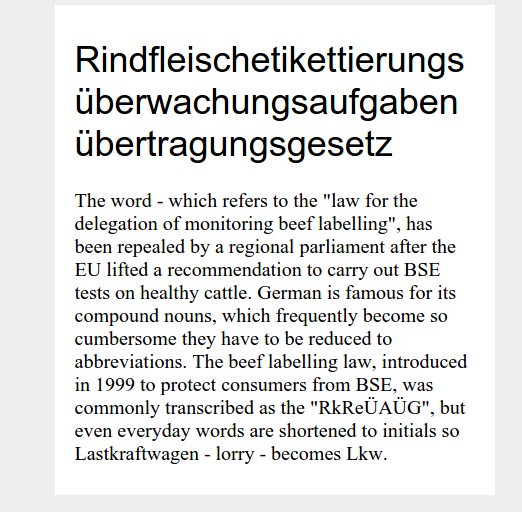 Rindfleischetikettierungs
überwachungsaufgaben
übertragungsgesetz
The word - which refers to the "law for the
delegation of monitoring beef labelling", has
been repealed by a regional parliament after the
EU lifted a recommendation to carry out BSE
tests on healthy cattle. German is famous for its
compound nouns, which frequently become so
cumbersome they have to be reduced to
abbreviations. The beef labelling law, introduced
in 1999 to protect consumers from BSE, was
commonly transcribed as the "RkReÜAÜG", but
even everyday words are shortened to initials so
Lastkraftwagen - lorry - becomes Lkw.